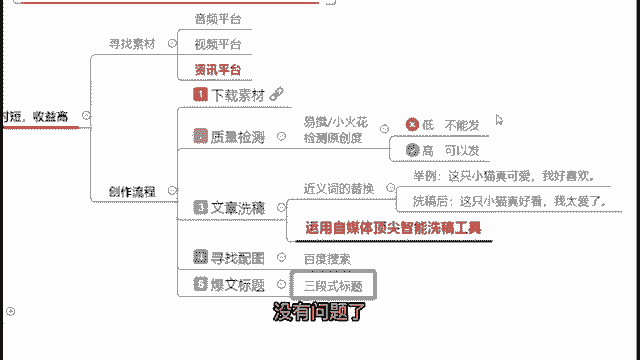 音频平台
寻找素材
视频平台
资讯平台
时短，收益高
1 下载素材
质量检测
易撰/小火花
检测原创度
低 不能发
高 可以发
创作流程
3 文章洗稿
近义词的替换
举例：这只小猫真可爱，我好喜欢。
洗稿后：这只小猫真好看，我太爱了。
运用自媒体顶尖智能洗稿工具
寻找配图
百度搜索
5 爆文标题
三段式标题
没有问题了